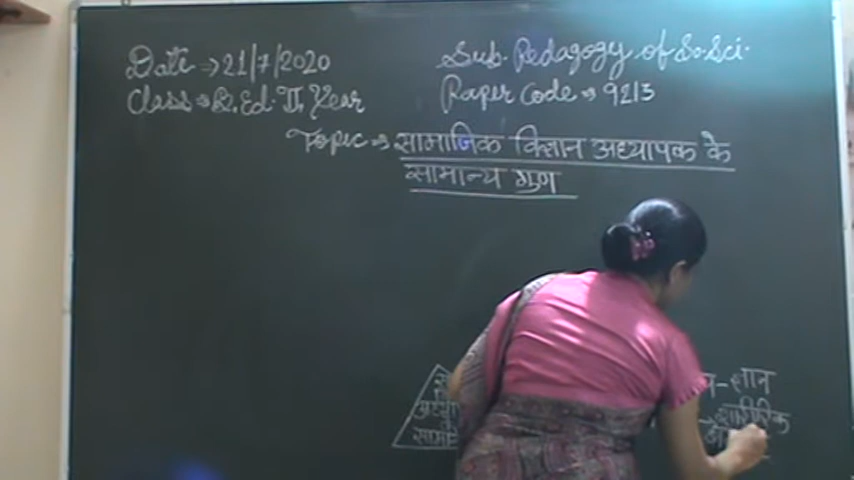 Date → 21/7/2020
Sub. Pedagogy of So. Sci.
Class → B. Ed. II Year
Paper Code → 9213
Topic → सामाजिक विज्ञान अध्यापक के
सामान्य गुण
अध्या
सामा
ज्ञान
→ शारीरिक